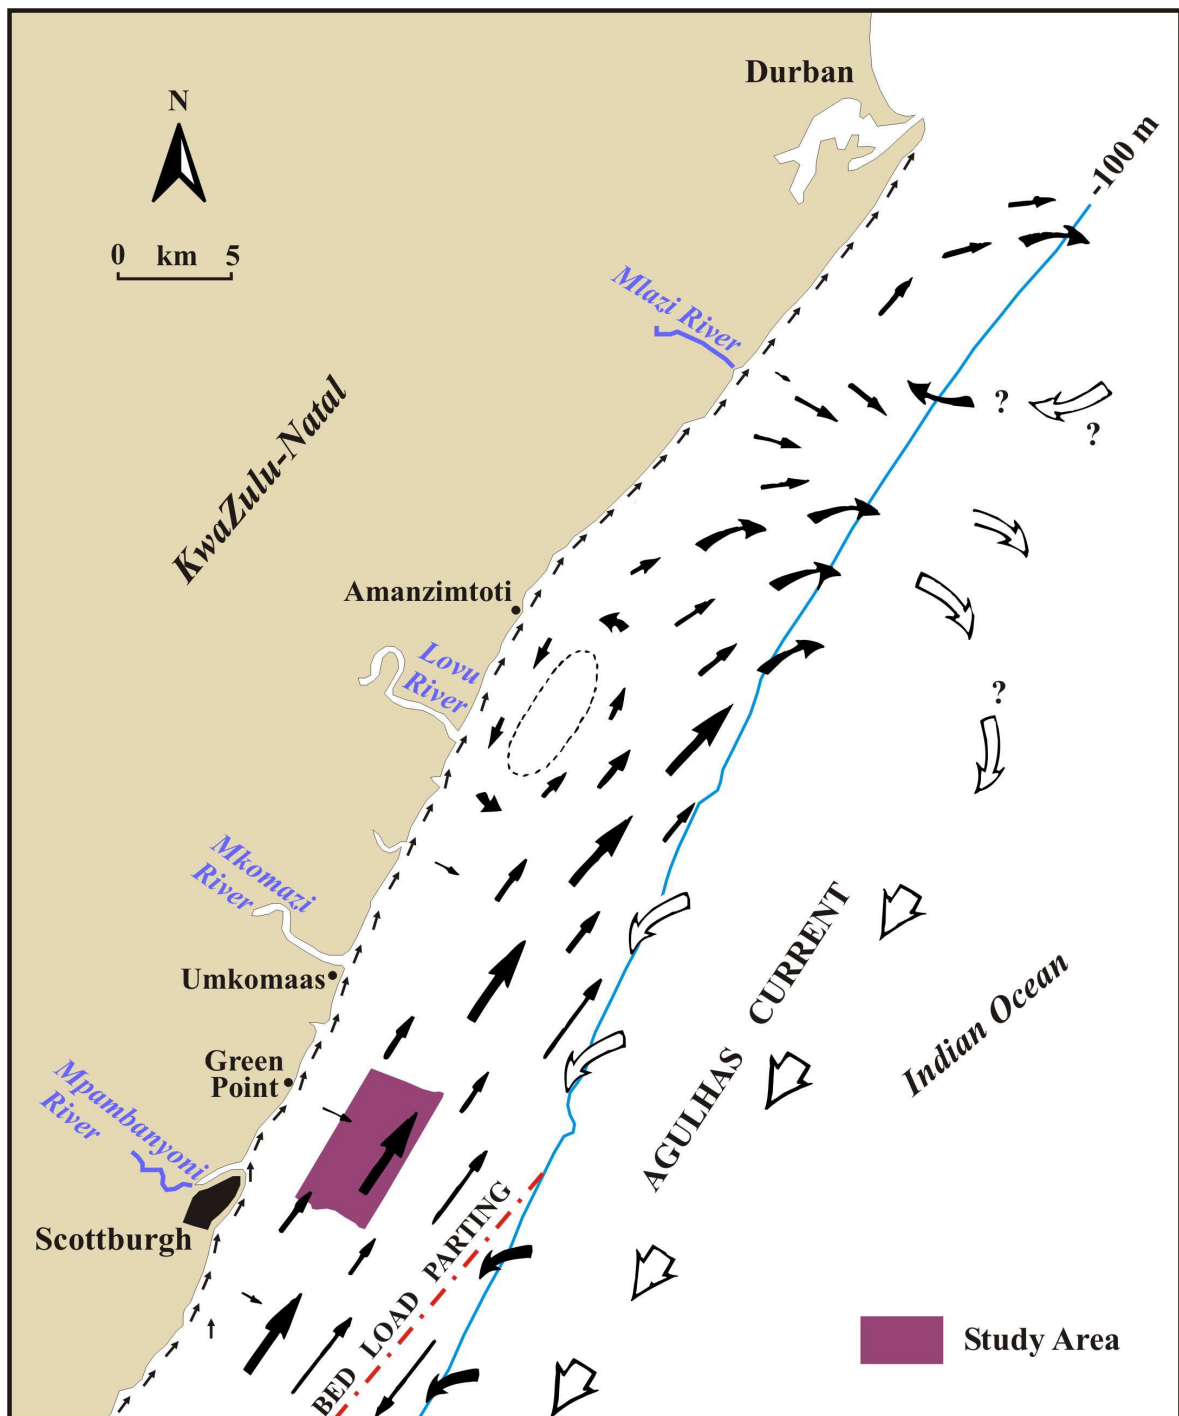 Durban
N
-100 m
0 km 5
Mlazi River
?
?
KwaZulu-Natal
Amanzimtoti
Lovu
River
?
Mkomazi
River
AGULHAS CURRENT
Umkomaas
Indian Ocean
Green
Point
Mpambanyoni
River
BED LOAD PARTING
Scottburgh
Study Area